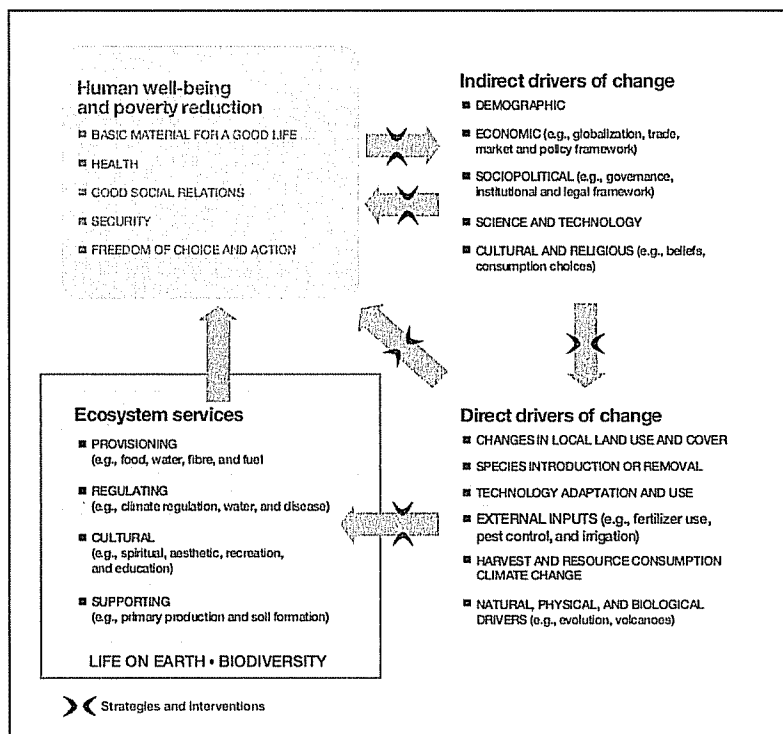 Human well-being
and poverty reduction
BASIC MATERIAL FOR A GOOD LIFE
HEALTH
GOOD SOCIAL RELATIONS
SECURITY
FREEDOM OF CHOICE AND ACTION
Indirect drivers of change
DEMOGRAPHIC
ECONOMIC (e.g., globalization, trade,
market and policy framework)
SOCIOPOLITICAL (e.g., governance,
institutional and legal framework)
SCIENCE AND TECHNOLOGY
CULTURAL AND RELIGIOUS (e.g., beliefs,
consumption choices)
Ecosystem services
PROVISIONING
(e.g., food, water, fibre, and fuel
REGULATING
(e.g., climate regulation, water, and disease)
CULTURAL
(e.g., spiritual, aesthetic, recreation,
and education)
SUPPORTING
(e.g., primary production and soil formation)
LIFE ON EARTH • BIODIVERSITY
Direct drivers of change
CHANGES IN LOCAL LAND USE AND COVER
SPECIES INTRODUCTION OR REMOVAL
TECHNOLOGY ADAPTATION AND USE
EXTERNAL INPUTS (e.g., fertilizer use,
pest control, and irrigation)
HARVEST AND RESOURCE CONSUMPTION
CLIMATE CHANGE
NATURAL, PHYSICAL, AND BIOLOGICAL
DRIVERS (e.g., evolution, volcanoes)
Strategies and Interventions